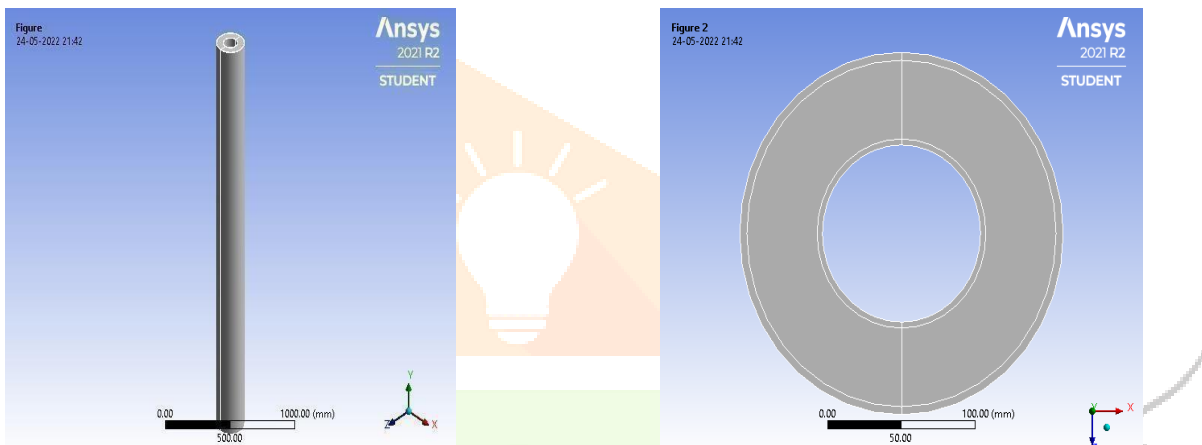 Figure
24-05-2022 21:42
Ansys
2021 R2
STUDENT
0.00
1000.00 (mm)
500.00
Y
Z
X
Figure 2
24-05-2022 21:42
Ansys
2021 R2
STUDENT
0.00
100.00 (mm)
50.00
Y
X